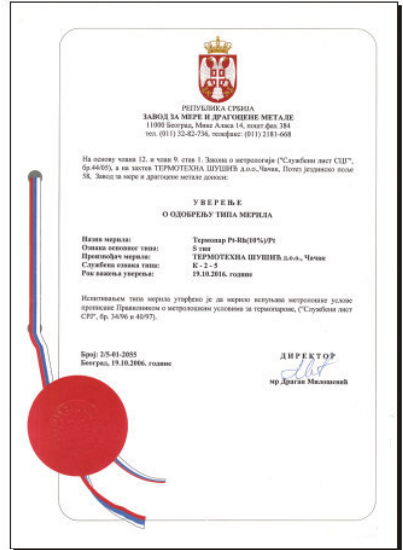 РЕПУБЛИКА СРБИЈА
ЗАВОД ЗА МЕРЕ И ДРАГОЦЕНЕ МЕТАЛЕ
11000 Београд, Мике Аласа 14, пошт.фах 384
тел. (011) 32-82-736, телефакс: (011) 2181-668
На основу члана 12. и члан 9. став 1. Закона о метрологији ("Службени лист СЦГ",
бр.44/05), а на захтев ТЕРМОТЕХНА ШУШИЋ д.о.о., Чачак, Потез језданско поље
58, Завод за мере и драгоцене метале доноси:
У В Е Р Е Њ Е
О ОДОБРЕЊУ ТИПА МЕРИЛА
Назив мерила: Термопар Pt-Rh(10%)/Pt
Ознака основног типа: S тип
Произвођач мерила: ТЕРМОТЕХНА ШУШИЋ д.о.о., Чачак
Службена ознака типа: К - 2 - 5
Рок важења уверења: 19.10.2016. године
Испитивањем типа мерила утврђено је да мерило испуњава метролошке услове
прописане Правилником о метролошким условима за термопарове, ("Службени лист
СРЈ", бр. 34/96 и 40/97).
Број: 2/5-01-2055
Београд, 19.10.2006. године
Д И Р Е К Т О Р
мр Драган Милошевић